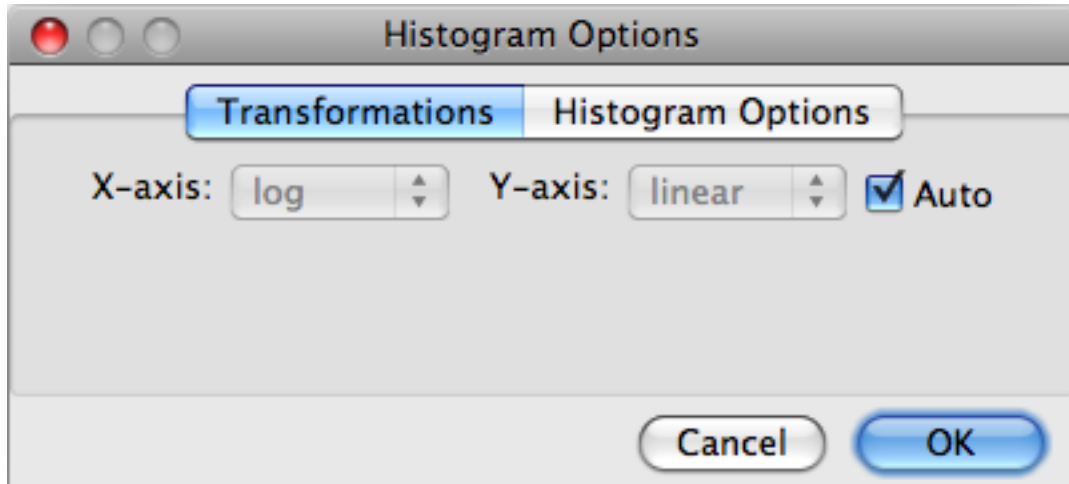 Histogram Options
Transformations Histogram Options
X-axis: log Y-axis: linear Auto
Cancel OK